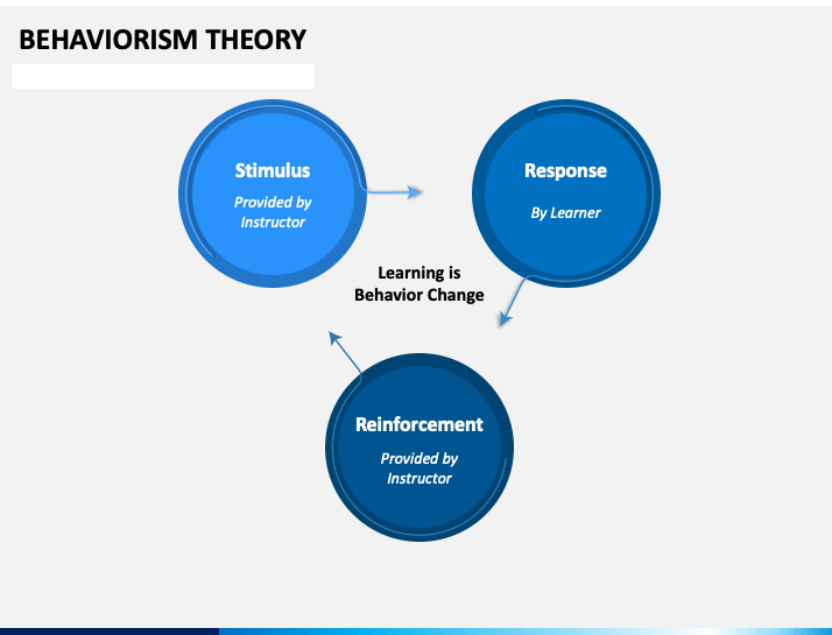 BEHAVIORISM THEORY
Stimulus
Provided by
Instructor
Response
By Learner
Learning is
Behavior Change
Reinforcement
Provided by
Instructor